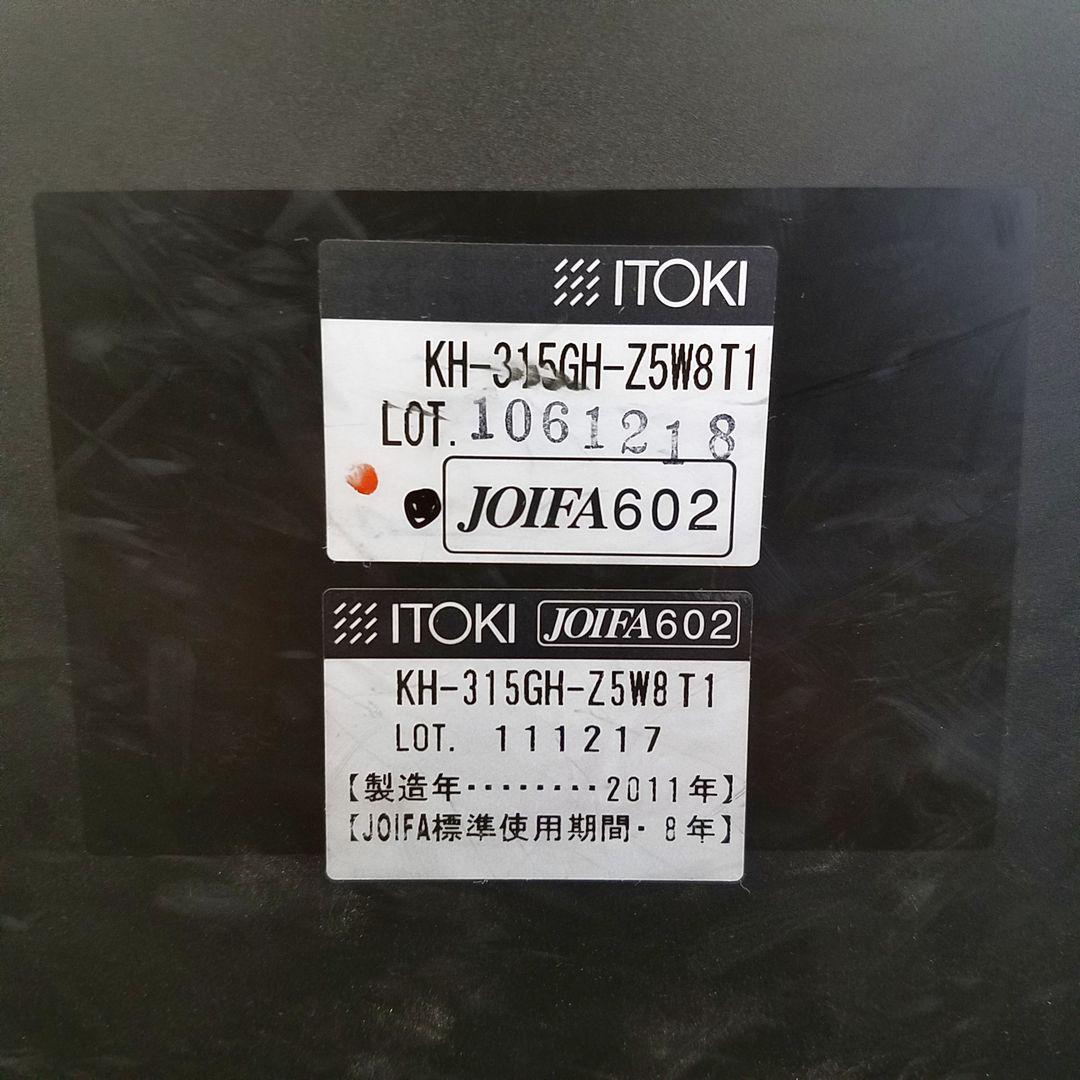 ITOKI
KH-315GH-Z5W8T1
LOT. 1061218
JOIFA602
ITOKI JOIFA602
KH-315GH-Z5W8T1
LOT. 111217
【製造年········2011年】
【JOIFA標準使用期間· 8年】